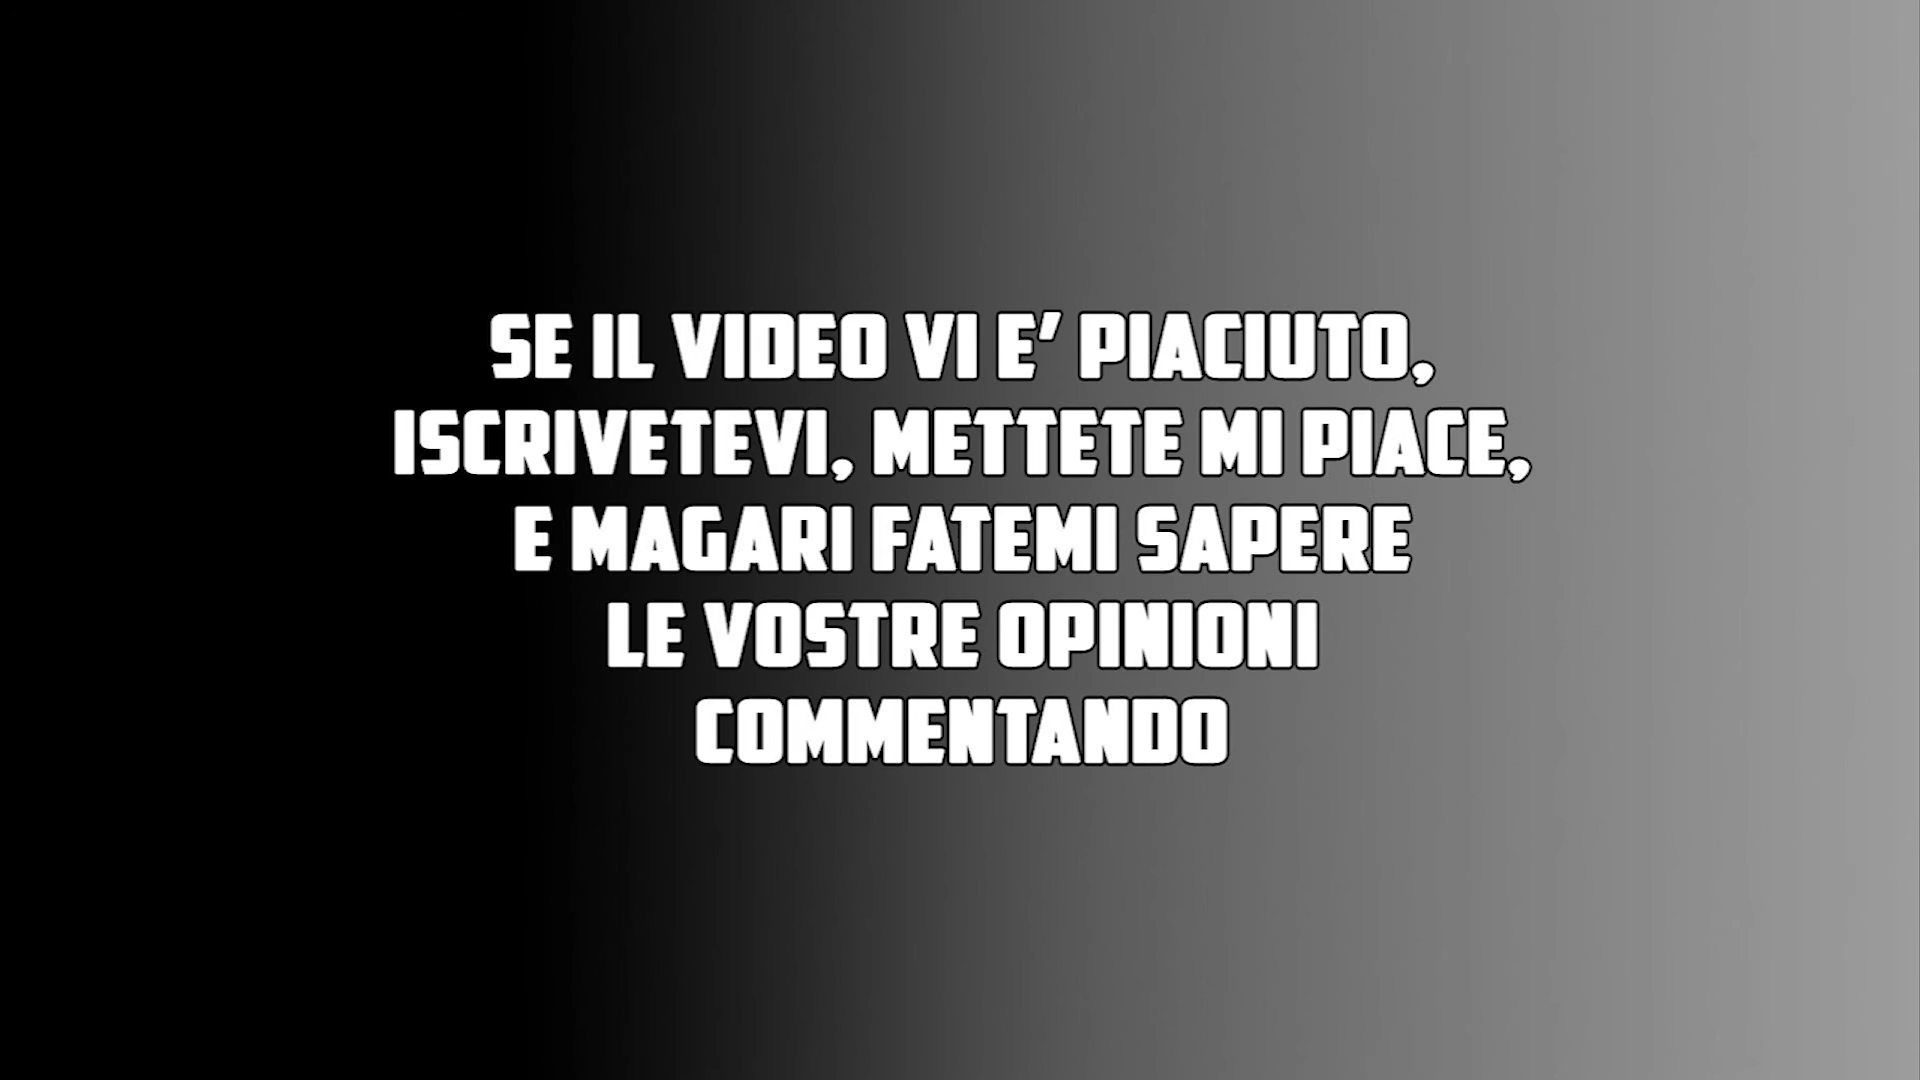 SE IL VIDEO VI E' PIACIUTO,
ISCRIVETEVI, METTETE MI PIACE,
E MAGARI FATEMI SAPERE
LE VOSTRE OPINIONI
COMMENTANDO